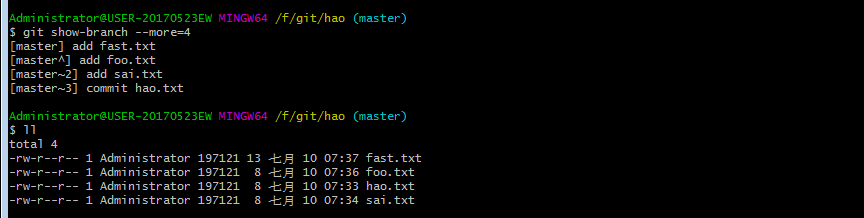 Administrator@USER-20170523EW MINGW64 /f/git/hao (master)
$ git show-branch --more=4
[master] add fast.txt
[master^] add foo.txt
[master~2] add sai.txt
[master~3] commit hao.txt
Administrator@USER-20170523EW MINGW64 /f/git/hao (master)
$ ll
total 4
-rw-r--r-- 1 Administrator 197121 13 七月 10 07:37 fast.txt
-rw-r--r-- 1 Administrator 197121  8 七月 10 07:36 foo.txt
-rw-r--r-- 1 Administrator 197121  8 七月 10 07:33 hao.txt
-rw-r--r-- 1 Administrator 197121  8 七月 10 07:34 sai.txt